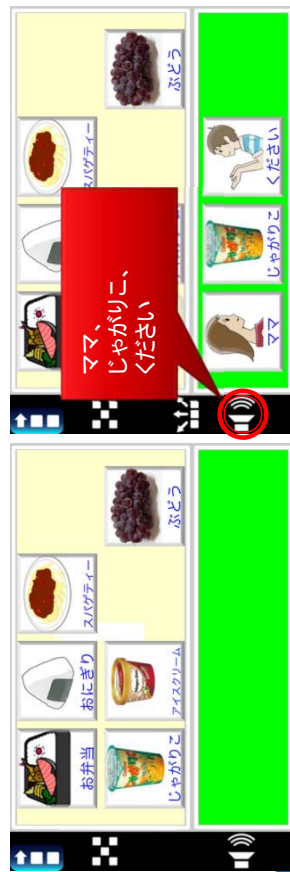 お弁当
おにぎり
スパゲティー
じゃがりこ
アイスクリーム
ぶどう
スパゲティー
ママ、
じゃがりこ、
ください
ぶどう
ママ
じゃがりこ
ください